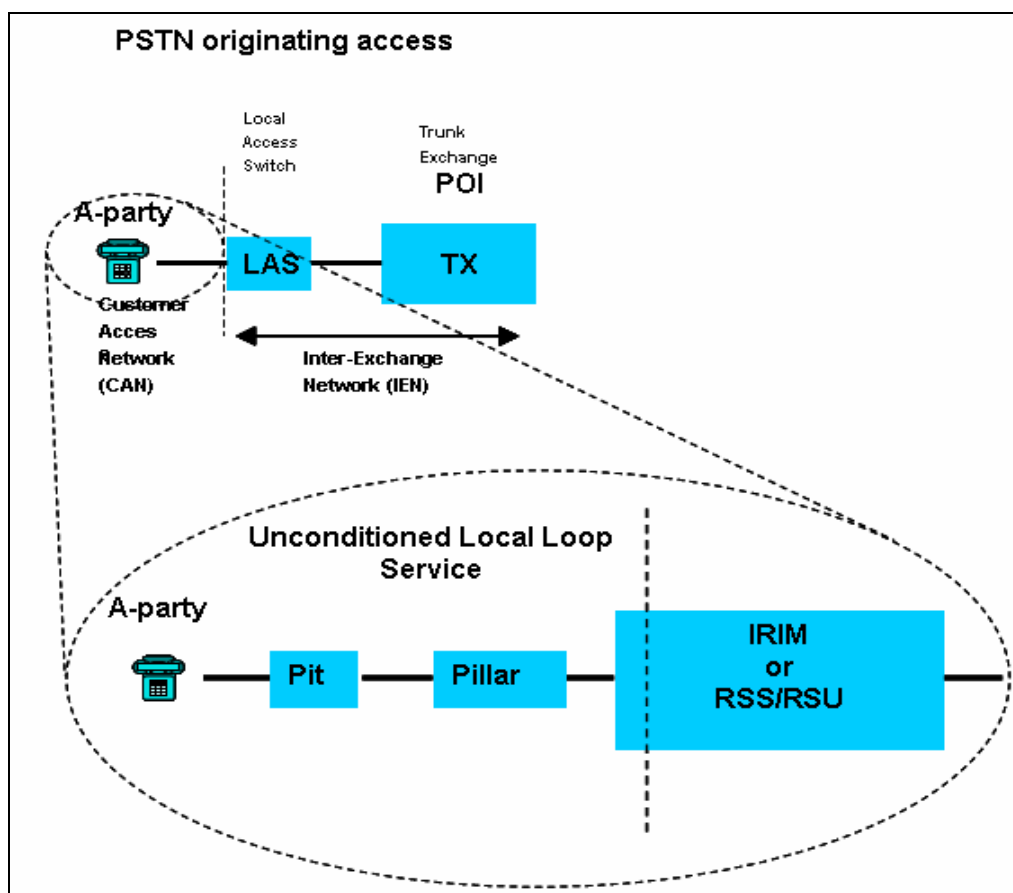 PSTN originating access
Local
Access
Switch
Trunk
Exchange
POI
A-party
LAS
TX
Customer
Acces
s
Network
(CAN)
Inter-Exchange
Network (IEN)
Unconditioned Local Loop
Service
A-party
Pit
Pillar
IRIM
or
RSS/RSU